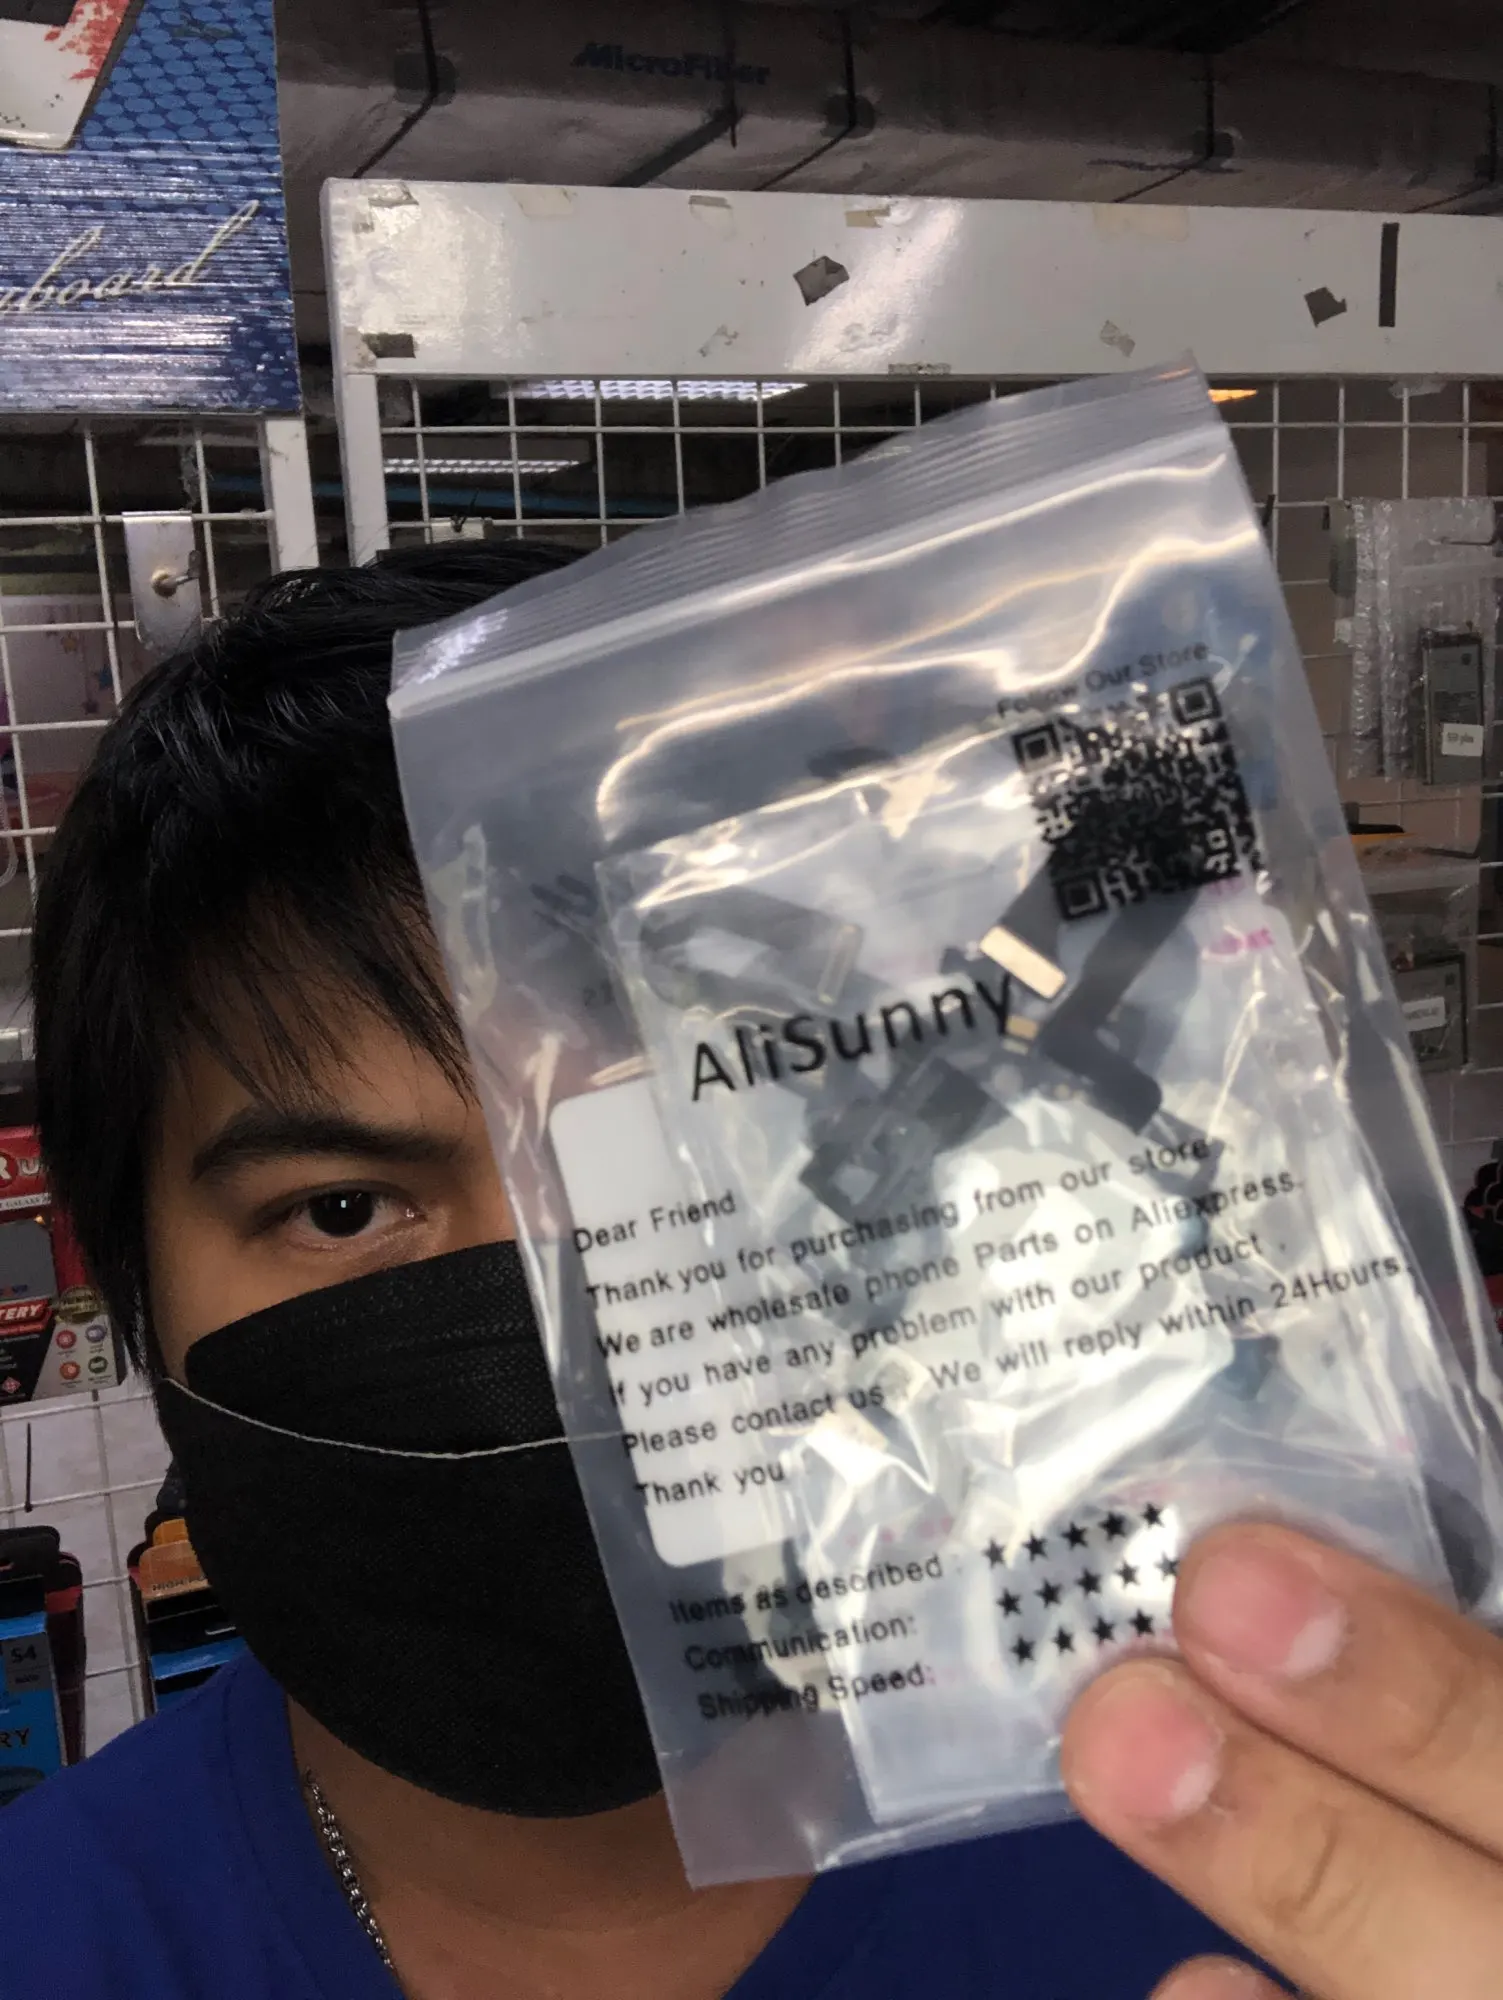 MicroFiber
Follow Our Store
AliSunny
Dear Friend
Thank you for purchasing from our store .
We are wholesale phone Parts on Aliexpress.
If you have any problem with our product .
Please contact us . We will reply within 24Hours.
Thank you
Items as described : ★★★★★
Communication: ★★★★★
Shipping Speed: ★★★★
S4